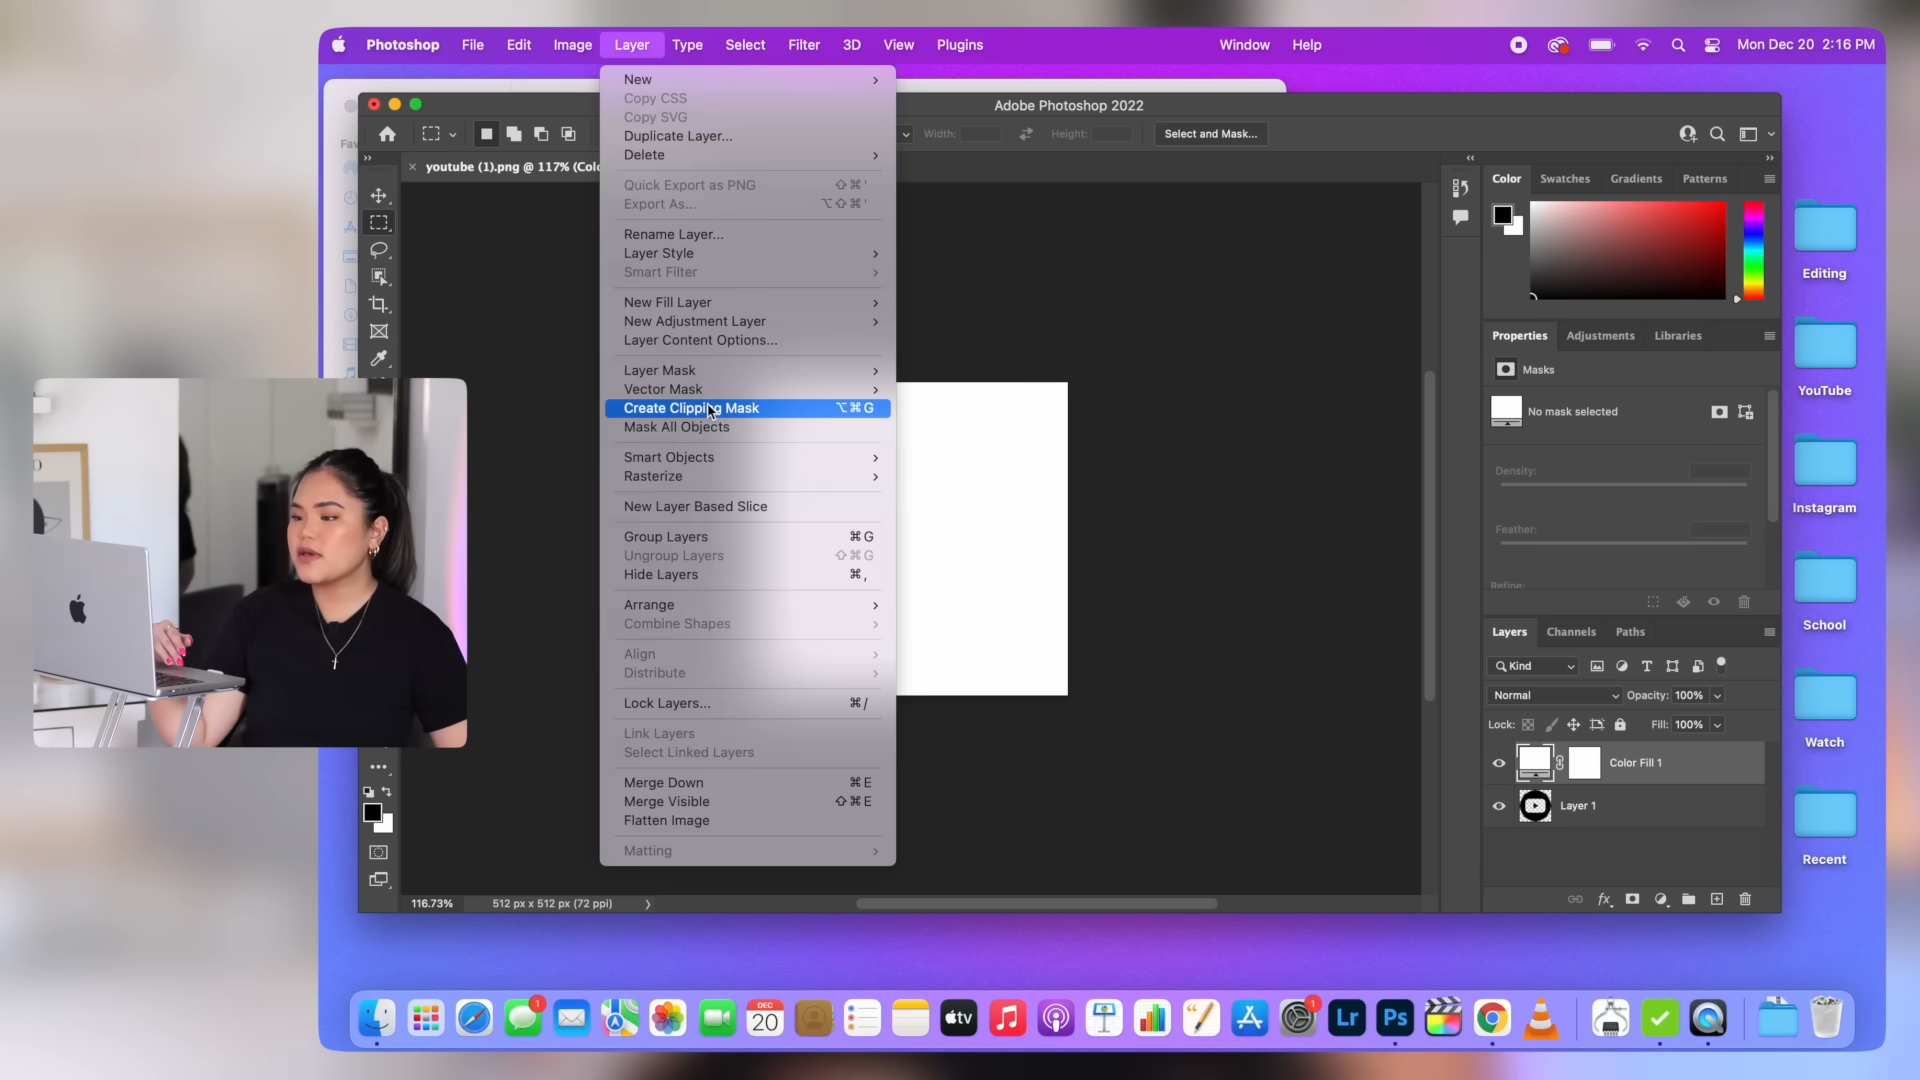 Photoshop File Edit Image Layer Type Select Filter 3D View Plugins Window Help Mon Dec 20 2:16 PM
Adobe Photoshop 2022
Width: Height: Select and Mask...
youtube (1).png @ 117% (Colo
New
Copy CSS
Copy SVG
Duplicate Layer...
Delete
Quick Export as PNG ⇧⌘'
Export As... ⌥⇧⌘'
Rename Layer...
Layer Style
Smart Filter
New Fill Layer
New Adjustment Layer
Layer Content Options...
Layer Mask
Vector Mask
Create Clipping Mask ⌥⌘G
Mask All Objects
Smart Objects
Rasterize
New Layer Based Slice
Group Layers ⌘G
Ungroup Layers ⇧⌘G
Hide Layers ⌘,
Arrange
Combine Shapes
Align
Distribute
Lock Layers... ⌘/
Link Layers
Select Linked Layers
Merge Down ⌘E
Merge Visible ⇧⌘E
Flatten Image
Matting
116.73% 512 px x 512 px (72 ppi)
Fav
Color Swatches Gradients Patterns
Properties Adjustments Libraries
Masks
No mask selected
Density:
Feather:
Refine:
Layers Channels Paths
Kind
Normal Opacity: 100%
Lock: Fill: 100%
Color Fill 1
Layer 1
Editing
YouTube
Instagram
School
Watch
Recent
1
DEC
20
tv
1
Lr
Ps